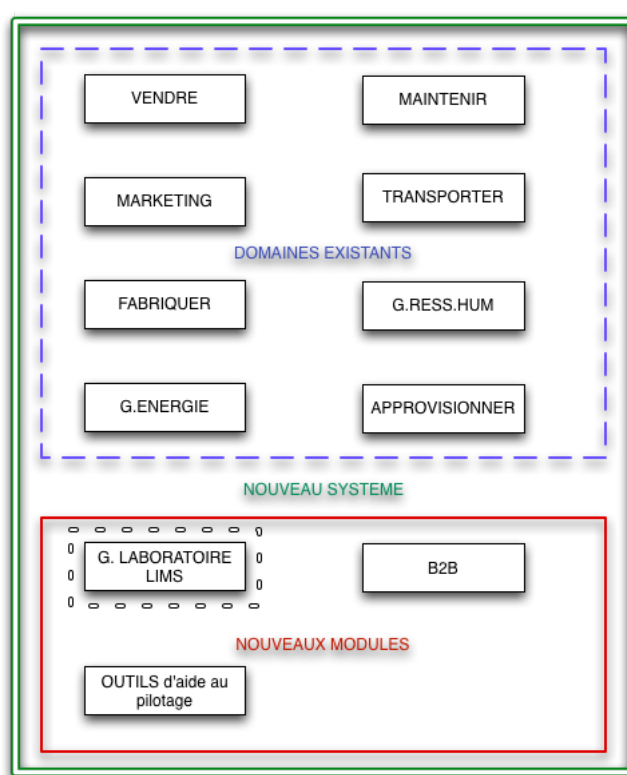 VENDRE
MAINTENIR
MARKETING
TRANSPORTER
DOMAINES EXISTANTS
FABRIQUER
G.RESS.HUM
G.ENERGIE
APPROVISIONNER
NOUVEAU SYSTEME
G. LABORATOIRE
LIMS
B2B
NOUVEAUX MODULES
OUTILS d'aide au
pilotage